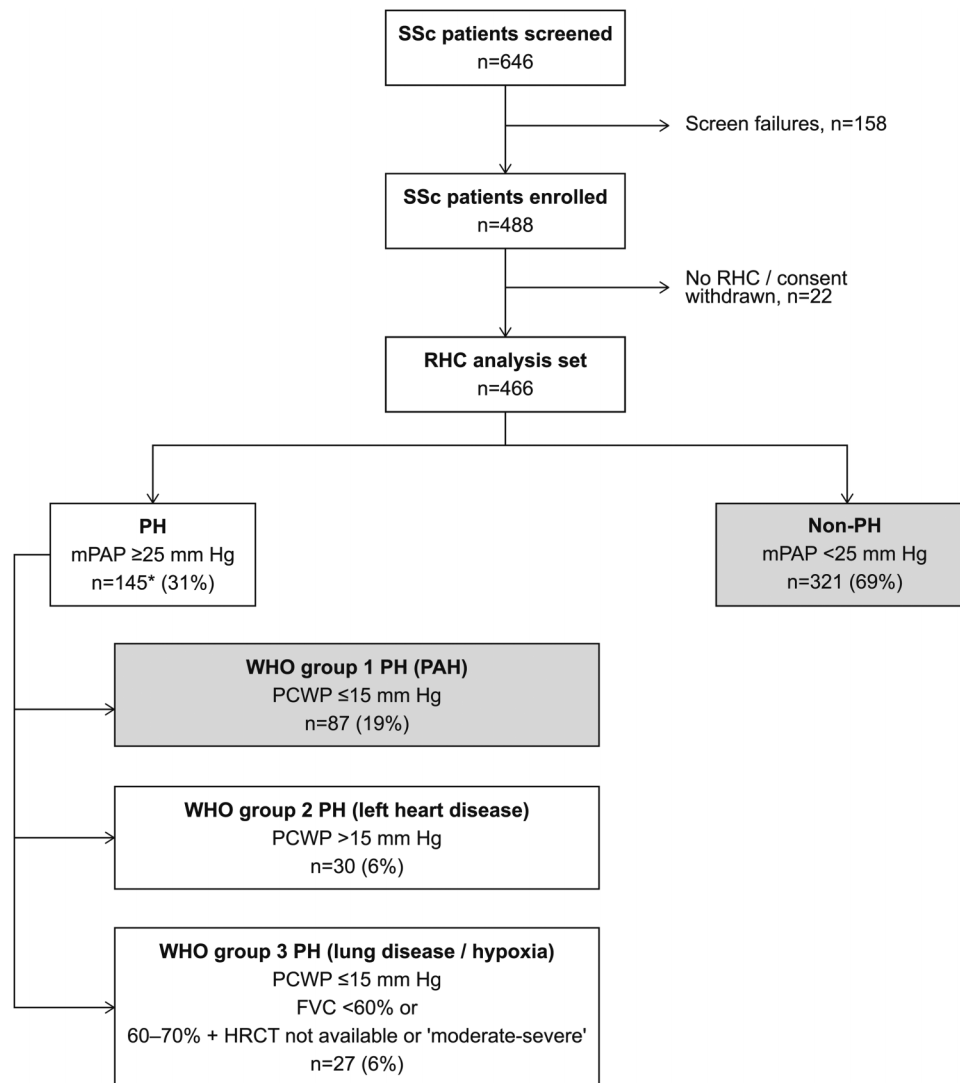 SSc patients screened
n=646
Screen failures, n=158
SSc patients enrolled
n=488
No RHC / consent
withdrawn, n=22
RHC analysis set
n=466
PH
mPAP ≥25 mm Hg
n=145* (31%)
Non-PH
mPAP <25 mm Hg
n=321 (69%)
WHO group 1 PH (PAH)
PCWP ≤15 mm Hg
n=87 (19%)
WHO group 2 PH (left heart disease)
PCWP >15 mm Hg
n=30 (6%)
WHO group 3 PH (lung disease / hypoxia)
PCWP ≤15 mm Hg
FVC <60% or
60–70% + HRCT not available or 'moderate-severe'
n=27 (6%)